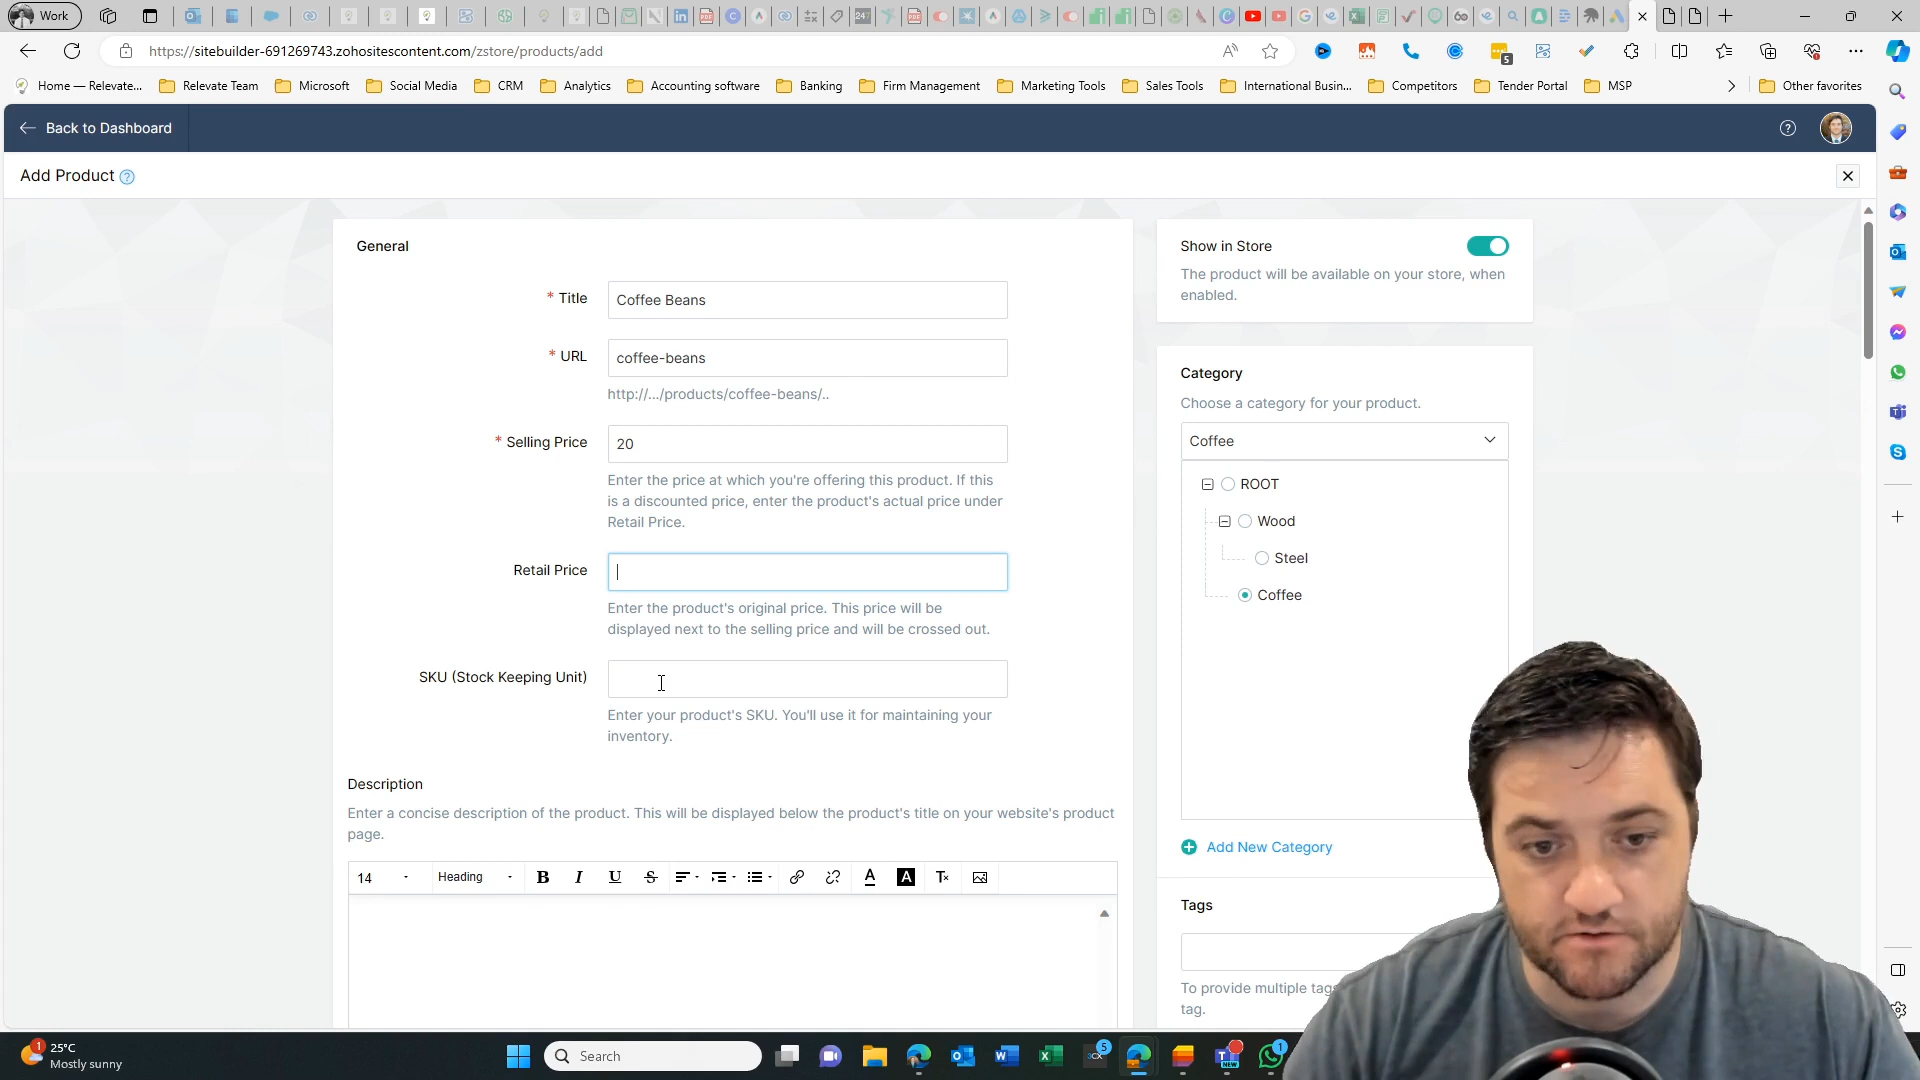 Work
https://sitebuilder-691269743.zohositescontent.com/zstore/products/add
5
Home — Relevate...
Relevate Team
Microsoft
Social Media
CRM
Analytics
Accounting software
Banking
Firm Management
Marketing Tools
Sales Tools
International Busin...
Competitors
Tender Portal
MSP
Other favorites
Back to Dashboard
Add Product
General
* Title
Coffee Beans
* URL
coffee-beans
http://.../products/coffee-beans/..
* Selling Price
20
Enter the price at which you're offering this product. If this
is a discounted price, enter the product's actual price under
Retail Price.
Retail Price
Enter the product's original price. This price will be
displayed next to the selling price and will be crossed out.
SKU (Stock Keeping Unit)
Enter your product's SKU. You'll use it for maintaining your
inventory.
Description
Enter a concise description of the product. This will be displayed below the product's title on your website's product
page.
14
Heading
B I U S
Show in Store
The product will be available on your store, when
enabled.
Category
Choose a category for your product.
Coffee
ROOT
Wood
Steel
Coffee
Add New Category
Tags
To provide multiple tags
tag.
1
25°C
Mostly sunny
Search
3CX
5
NEW
1